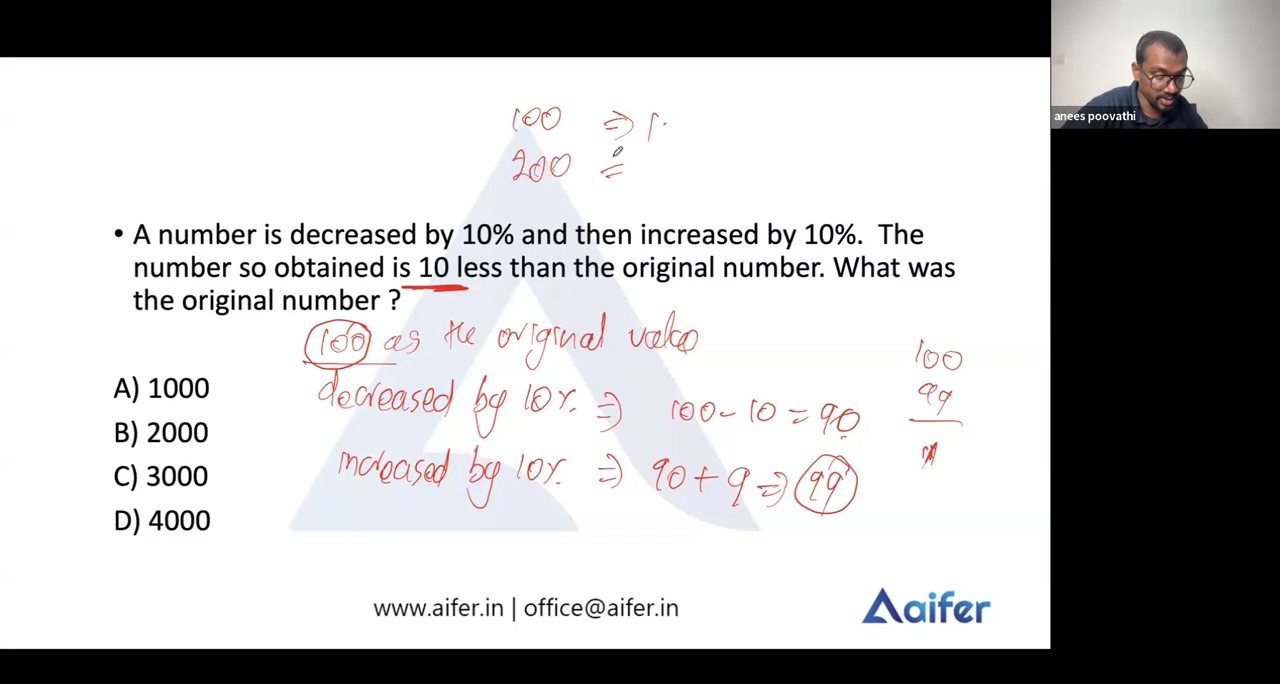 anees poovathi
100 ⇒ 1.
200 =
• A number is decreased by 10% and then increased by 10%. The
number so obtained is 10 less than the original number. What was
the original number ?
100 as the original value
decreased by 10% ⇒ 100 - 10 = 90
increased by 10% ⇒ 90 + 9 ⇒ 99
100
99
A) 1000
B) 2000
C) 3000
D) 4000
www.aifer.in | office@aifer.in
aifer